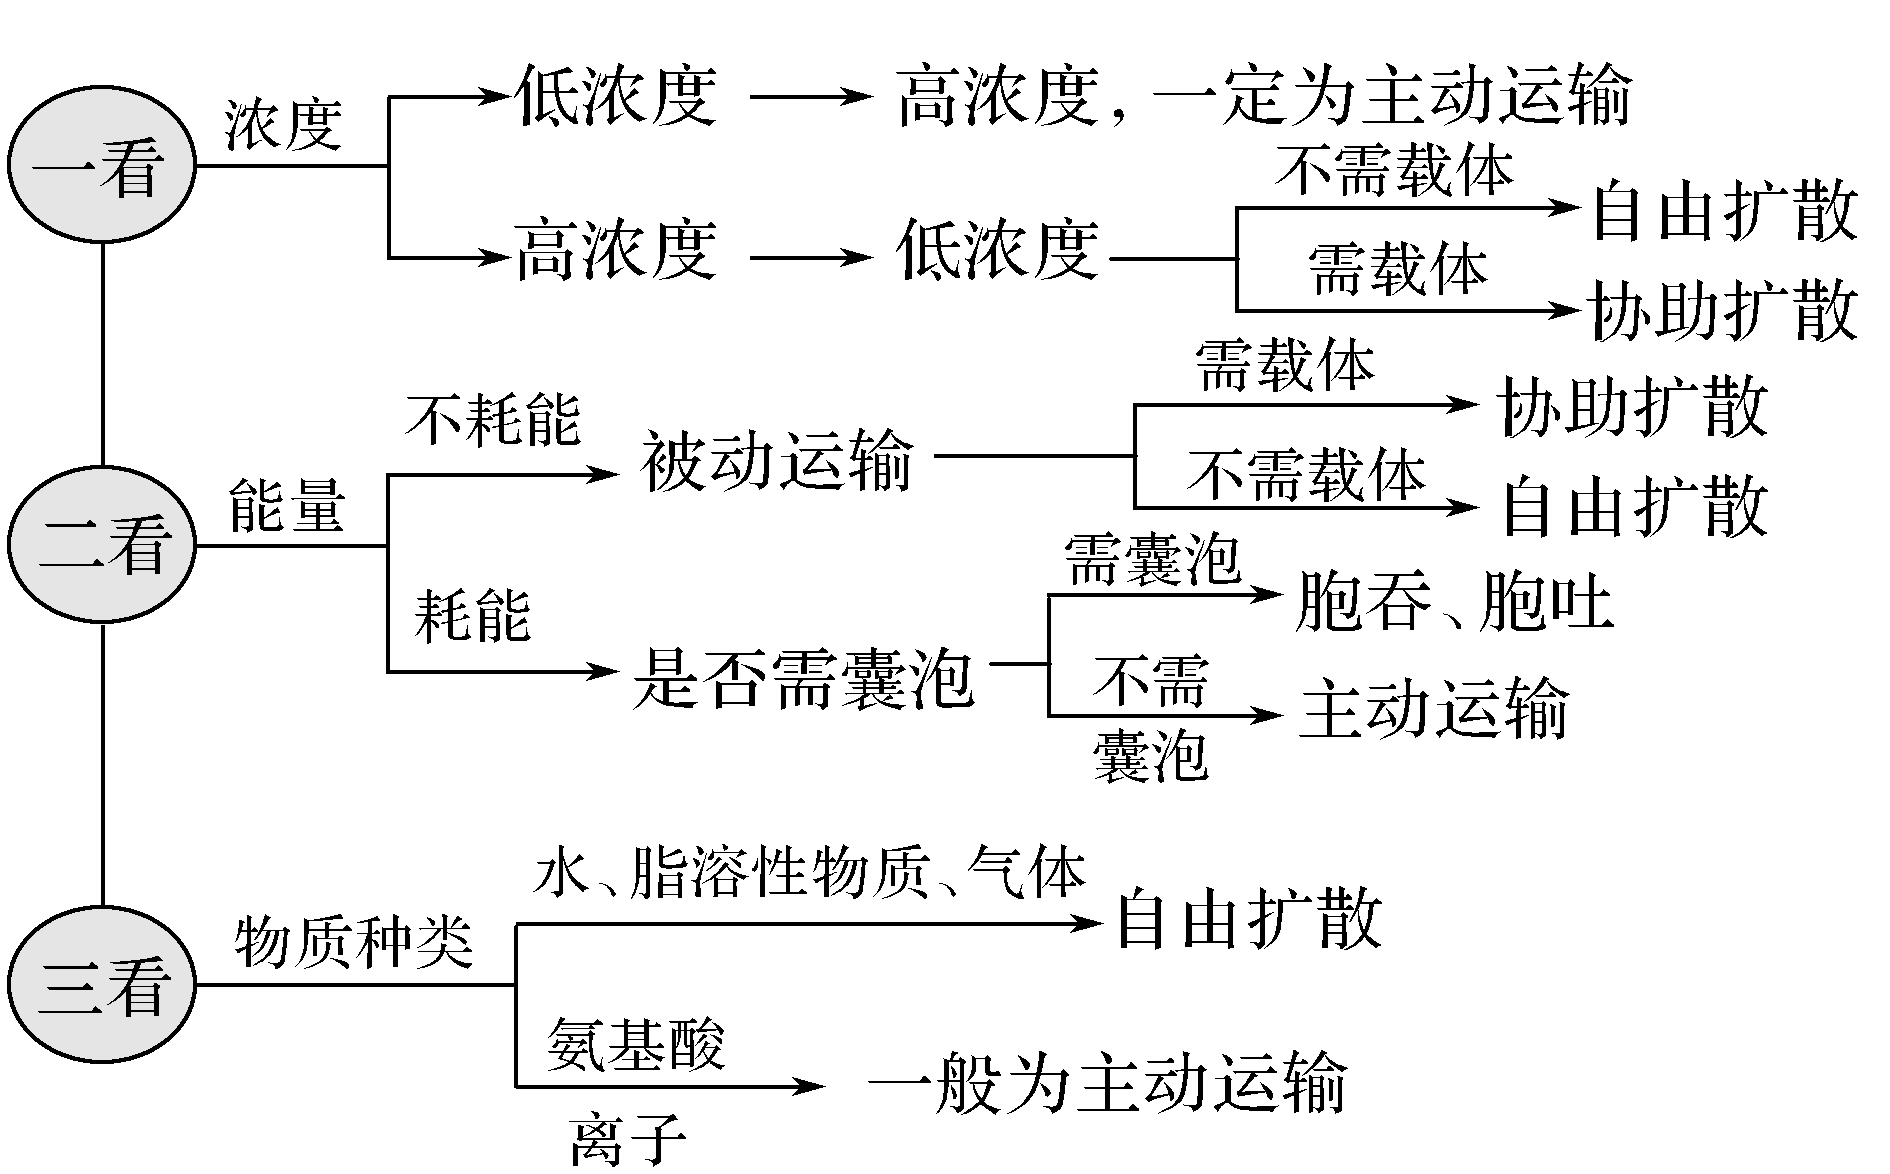 一看
浓度
低浓度
高浓度，一定为主动运输
高浓度
低浓度
不需载体
自由扩散
需载体
协助扩散
二看
能量
不耗能
被动运输
需载体
协助扩散
不需载体
自由扩散
耗能
是否需囊泡
需囊泡
胞吞、胞吐
不需
囊泡
主动运输
三看
物质种类
水、脂溶性物质、气体
自由扩散
氨基酸
离子
一般为主动运输